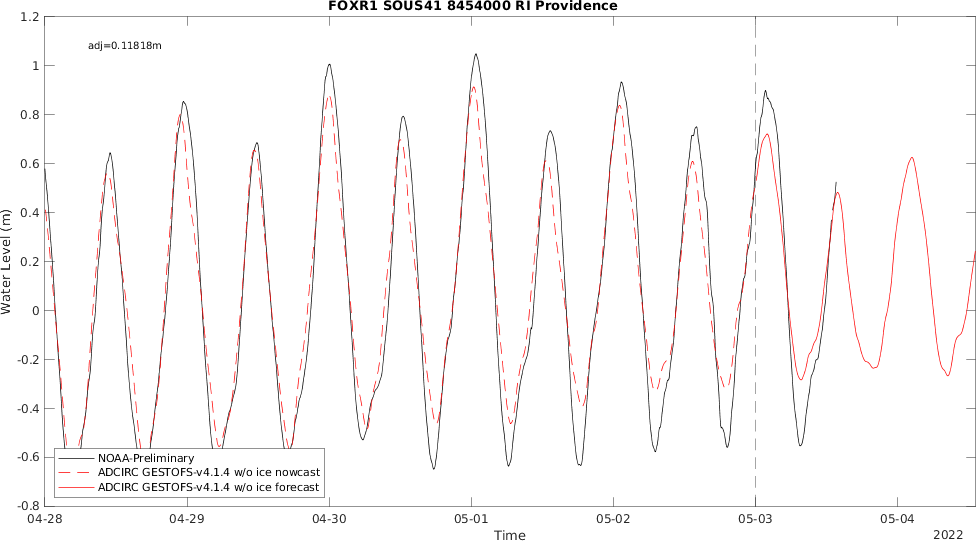 FOXR1 SOUS41 8454000 RI Providence
1.2
adj=0.11818m
1
0.8
0.6
0.4
0.2
0
-0.2
-0.4
-0.6
-0.8
Water Level (m)
NOAA-Preliminary
ADCIRC GESTOFS-v4.1.4 w/o ice nowcast
ADCIRC GESTOFS-v4.1.4 w/o ice forecast
04-28 04-29 04-30 05-01 05-02 05-03 05-04
Time
2022